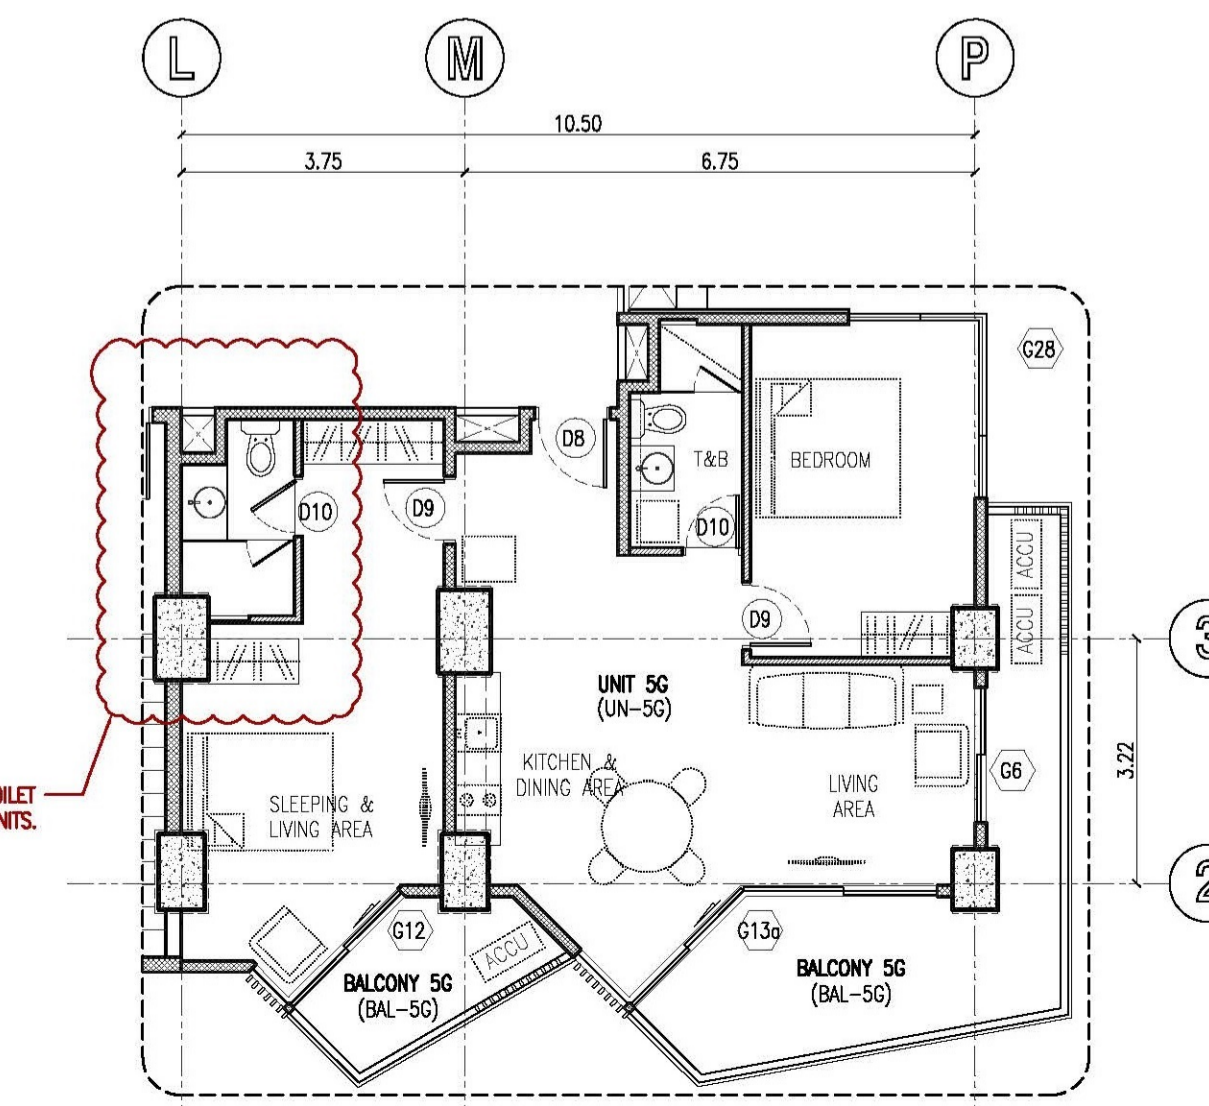 L
M
P
10.50
3.75
6.75
G28
D8
T&B
BEDROOM
D10
D9
D10
ACCU
ACCU
D9
3
UNIT 5G
(UN-5G)
KITCHEN &
DINING AREA
G6
3.22
LIVING
AREA
SLEEPING &
LIVING AREA
NITS.
2
G12
G13a
ACCU
BALCONY 5G
(BAL-5G)
BALCONY 5G
(BAL-5G)